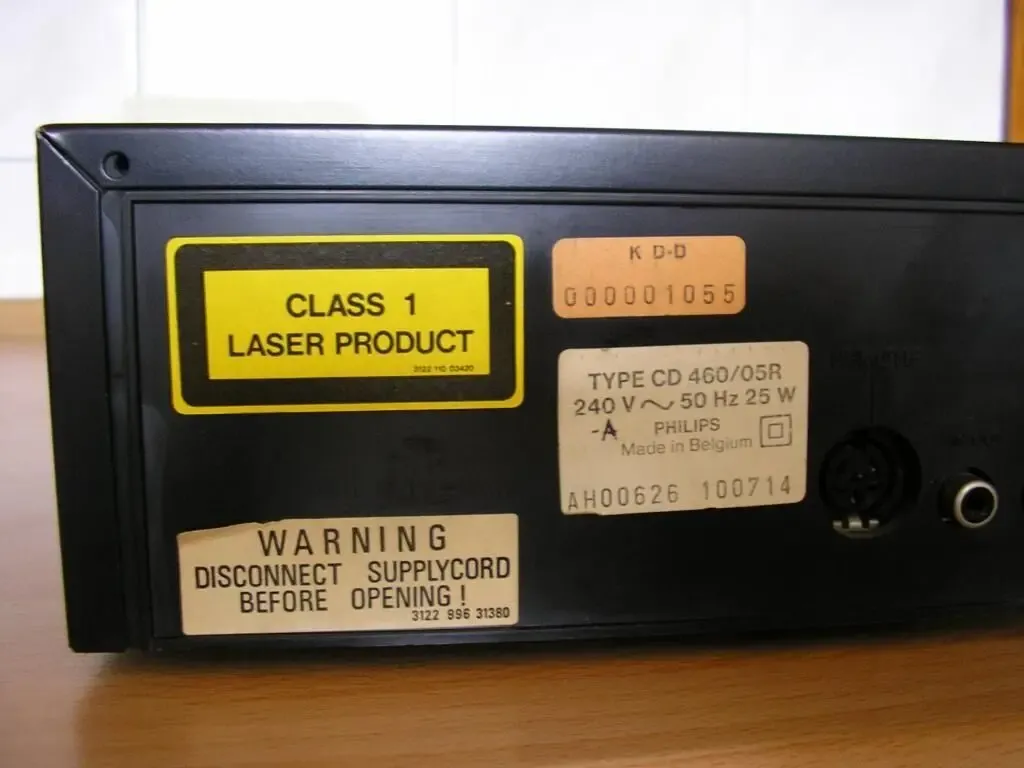 CLASS 1
LASER PRODUCT
3122 110 03420
K D-D
000001055
TYPE CD 460/05R
240 V ~ 50 Hz 25 W
-A PHILIPS
Made in Belgium
AH00626 100714
WARNING
DISCONNECT SUPPLYCORD
BEFORE OPENING!
3122 996 31380